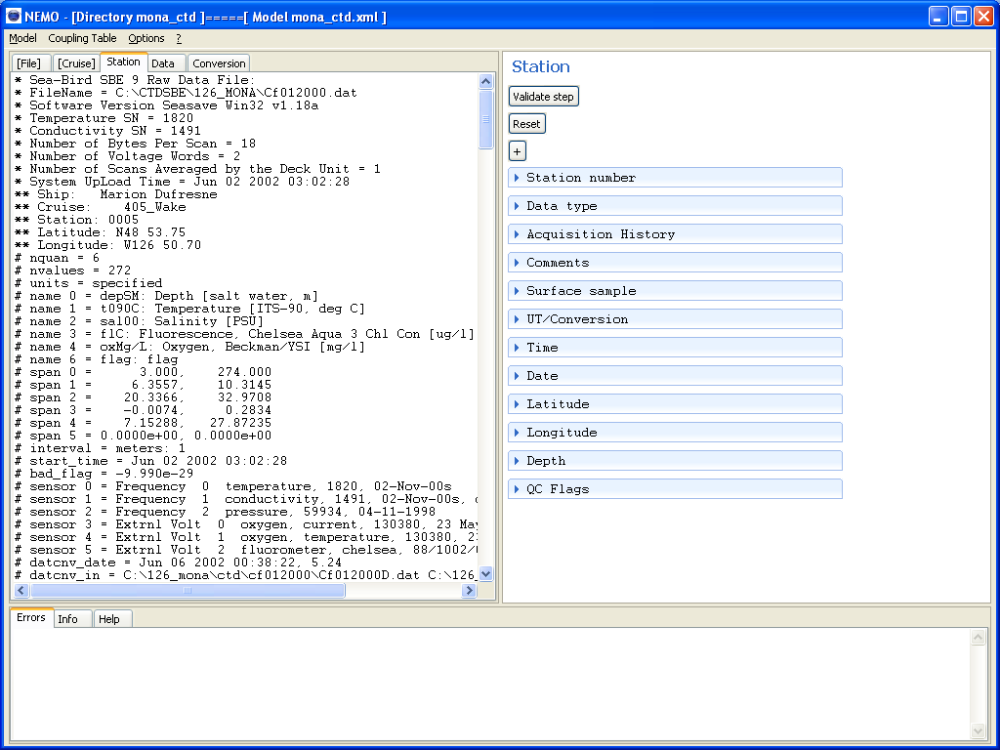 NEMO - [Directory mona_ctd ]=====[ Model mona_ctd.xml ]
Model Coupling Table Options ?
[File] [Cruise] Station Data Conversion
* Sea-Bird SBE 9 Raw Data File:
* FileName = C:\CTDSBE\126_MONA\Cf012000.dat
* Software Version Seasave Win32 v1.18a
* Temperature SN = 1820
* Conductivity SN = 1491
* Number of Bytes Per Scan = 18
* Number of Voltage Words = 2
* Number of Scans Averaged by the Deck Unit = 1
* System UpLoad Time = Jun 02 2002 03:02:28
** Ship: Marion Dufresne
** Cruise: 405_Wake
** Station: 0005
** Latitude: N48 53.75
** Longitude: W126 50.70
# nquan = 6
# nvalues = 272
# units = specified
# name 0 = depSM: Depth [salt water, m]
# name 1 = t090C: Temperature [ITS-90, deg C]
# name 2 = sal00: Salinity [PSU]
# name 3 = flC: Fluorescence, Chelsea Aqua 3 Chl Con [ug/l]
# name 4 = oxMg/L: Oxygen, Beckman/YSI [mg/l]
# name 6 = flag: flag
# span 0 = 3.000, 274.000
# span 1 = 6.3557, 10.3145
# span 2 = 20.3366, 32.9708
# span 3 = -0.0074, 0.2834
# span 4 = 7.15288, 27.87235
# span 5 = 0.0000e+00, 0.0000e+00
# interval = meters: 1
# start_time = Jun 02 2002 03:02:28
# bad_flag = -9.990e-29
# sensor 0 = Frequency 0 temperature, 1820, 02-Nov-00s
# sensor 1 = Frequency 1 conductivity, 1491, 02-Nov-00s,
# sensor 2 = Frequency 2 pressure, 59934, 04-11-1998
# sensor 3 = Extrnl Volt 0 oxygen, current, 130380, 23 May
# sensor 4 = Extrnl Volt 1 oxygen, temperature, 130380,
# sensor 5 = Extrnl Volt 2 fluorometer, chelsea, 88/1002/
# datcnv_date = Jun 06 2002 00:38:22, 5.24
# datcnv_in = C:\126_mona\ctd\cf012000\Cf012000D.dat C:\126_
Station
Validate step
Reset
+
Station number
Data type
Acquisition History
Comments
Surface sample
UT/Conversion
Time
Date
Latitude
Longitude
Depth
QC Flags
Errors Info Help